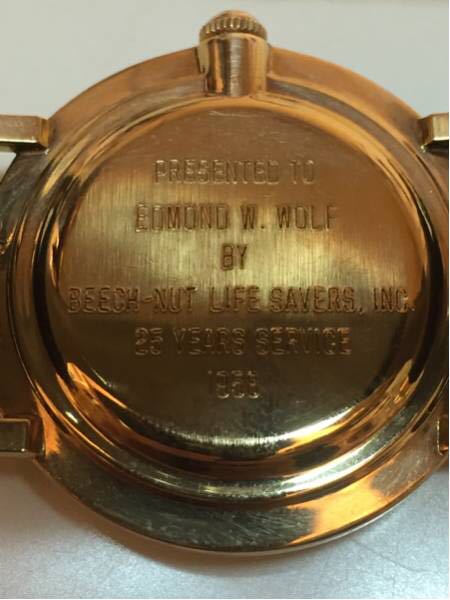 PRESENTED TO
EDMOND W. WOLF
BY
BEECH-NUT LIFE SAVERS, INC.
25 YEARS SERVICE